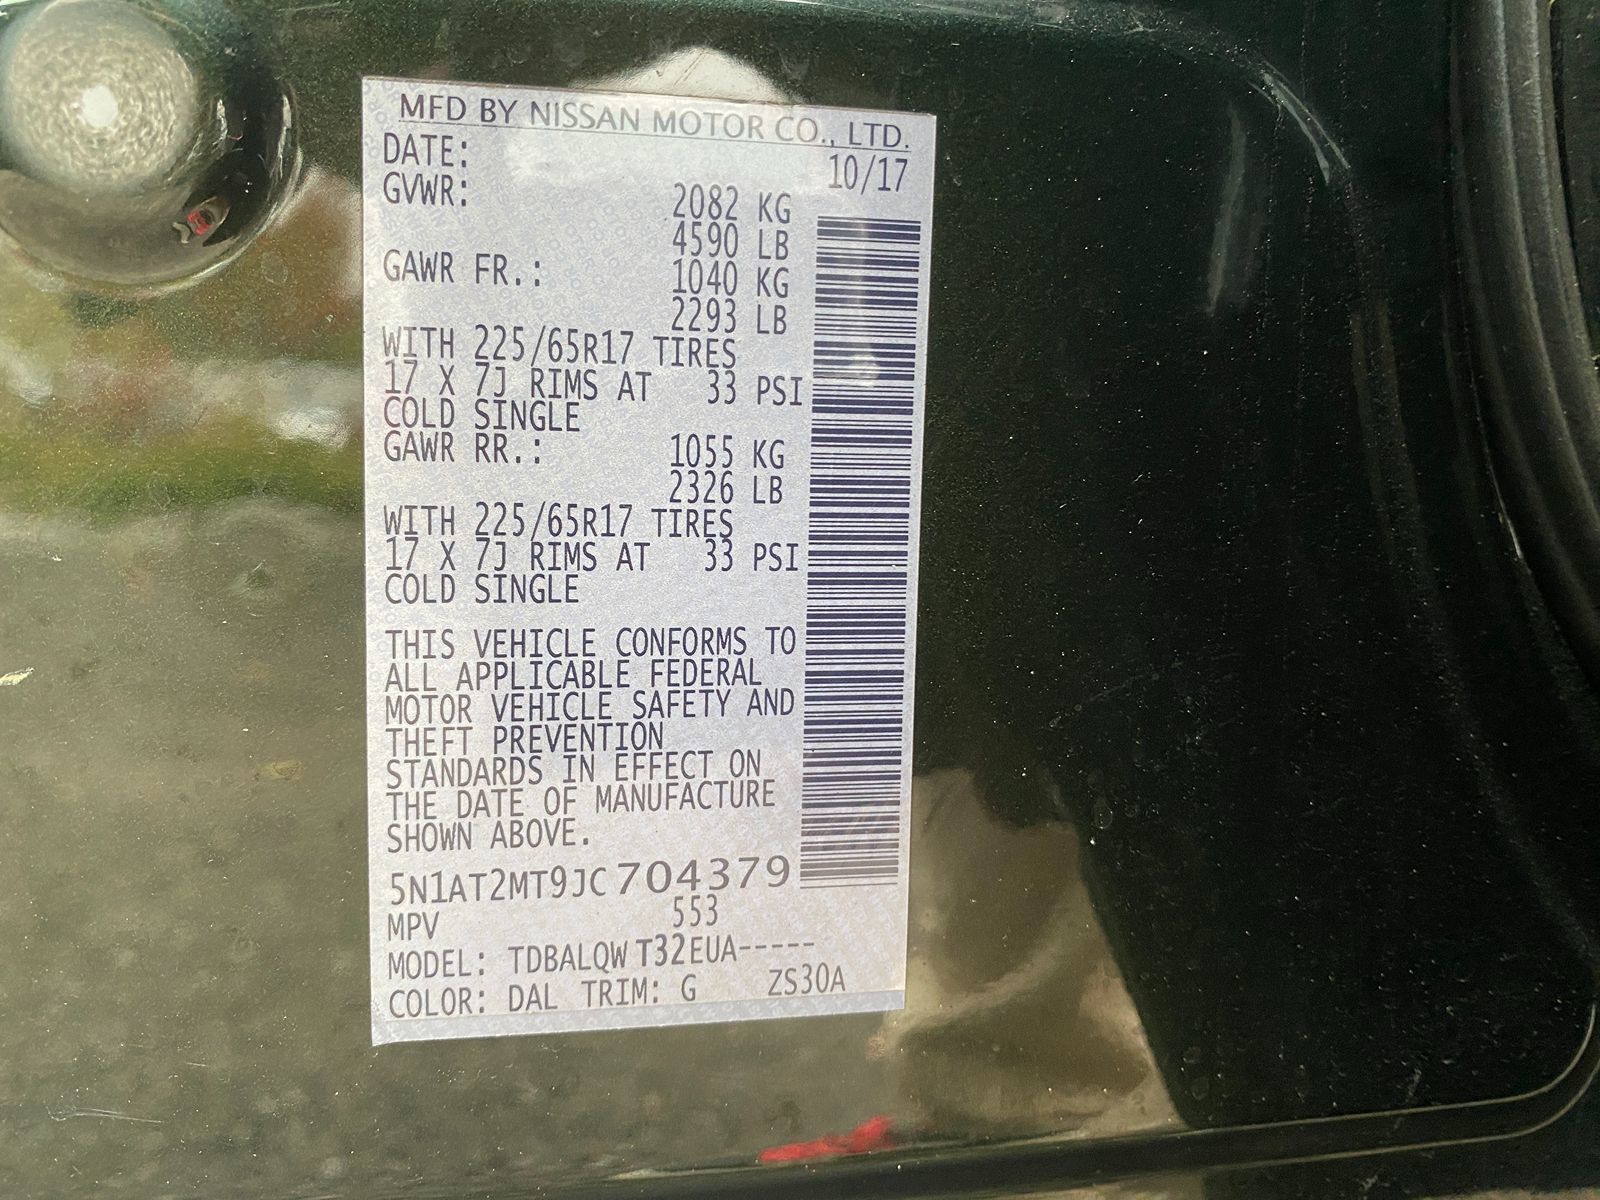 MFD BY NISSAN MOTOR CO., LTD.
DATE: 10/17
GVWR: 2082 KG
4590 LB
GAWR FR.: 1040 KG
2293 LB
WITH 225/65R17 TIRES
17 X 7J RIMS AT 33 PSI
COLD SINGLE
GAWR RR.: 1055 KG
2326 LB
WITH 225/65R17 TIRES
17 X 7J RIMS AT 33 PSI
COLD SINGLE
THIS VEHICLE CONFORMS TO
ALL APPLICABLE FEDERAL
MOTOR VEHICLE SAFETY AND
THEFT PREVENTION
STANDARDS IN EFFECT ON
THE DATE OF MANUFACTURE
SHOWN ABOVE.
5N1AT2MT9JC704379
MPV 553
MODEL: TDBALQW T32EUA-----
COLOR: DAL TRIM: G ZS30A